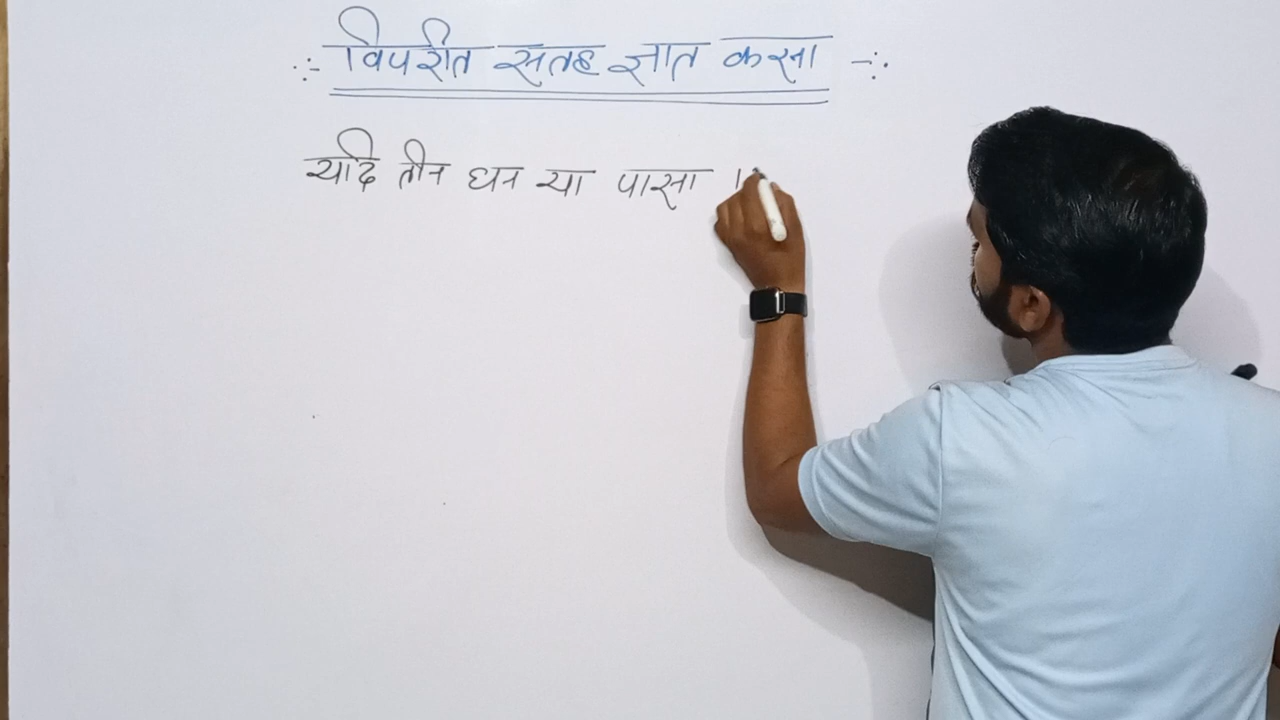 -: विपरीत सतह ज्ञात करना :-
यदि तीन घन या पासा